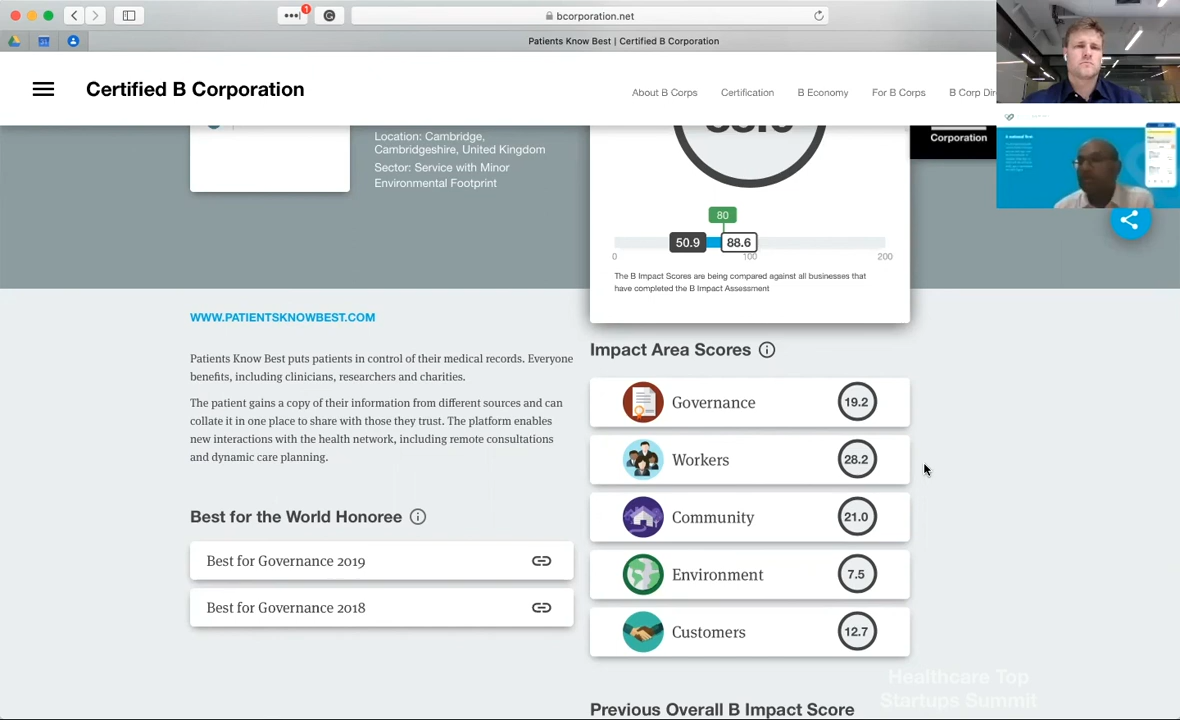 1
bcorporation.net
Patients Know Best | Certified B Corporation
Certified B Corporation
About B Corps
Certification
B Economy
For B Corps
B Corp
Location: Cambridge,
Cambridgeshire, United Kingdom
Sector: Service with Minor
Environmental Footprint
Corporation
80
50.9
88.6
0
100
200
The B Impact Scores are being compared against all businesses that
have completed the B Impact Assessment
WWW.PATIENTSKNOWBEST.COM
Patients Know Best puts patients in control of their medical records. Everyone
benefits, including clinicians, researchers and charities.
The patient gains a copy of their information from different sources and can
collate it in one place to share with those they trust. The platform enables
new interactions with the health network, including remote consultations
and dynamic care planning.
Best for the World Honoree
Best for Governance 2019
Best for Governance 2018
Impact Area Scores
Governance 19.2
Workers 28.2
Community 21.0
Environment 7.5
Customers 12.7
Previous Overall B Impact Score
Healthcare Top
Startups Summit